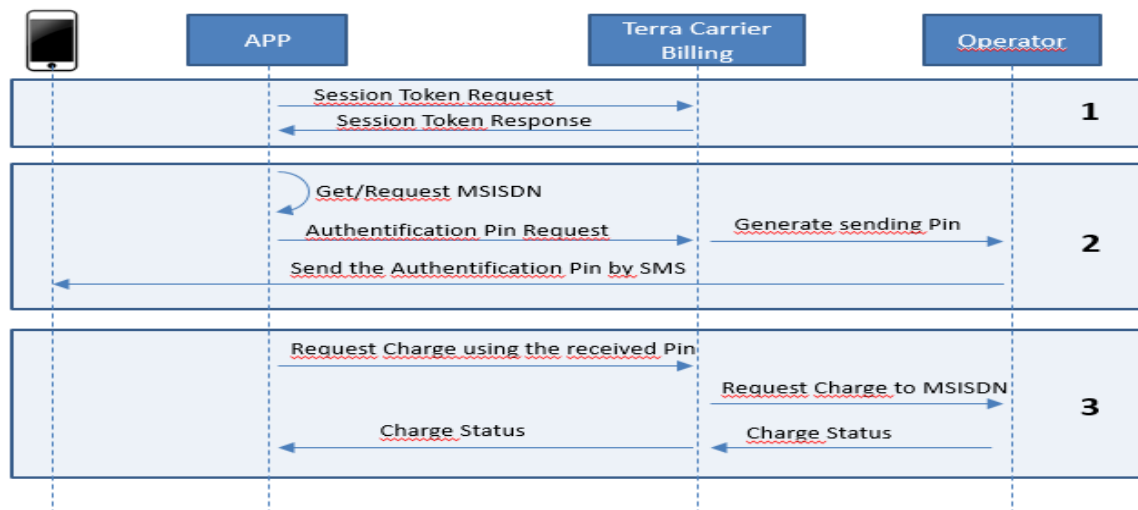 APP
Terra Carrier
Billing
Operator
Session Token Request
Session Token Response
1
Get/Request MSISDN
Authentification Pin Request
Generate sending Pin
Send the Authentification Pin by SMS
2
Request Charge using the received Pin
Request Charge to MSISDN
Charge Status
Charge Status
3